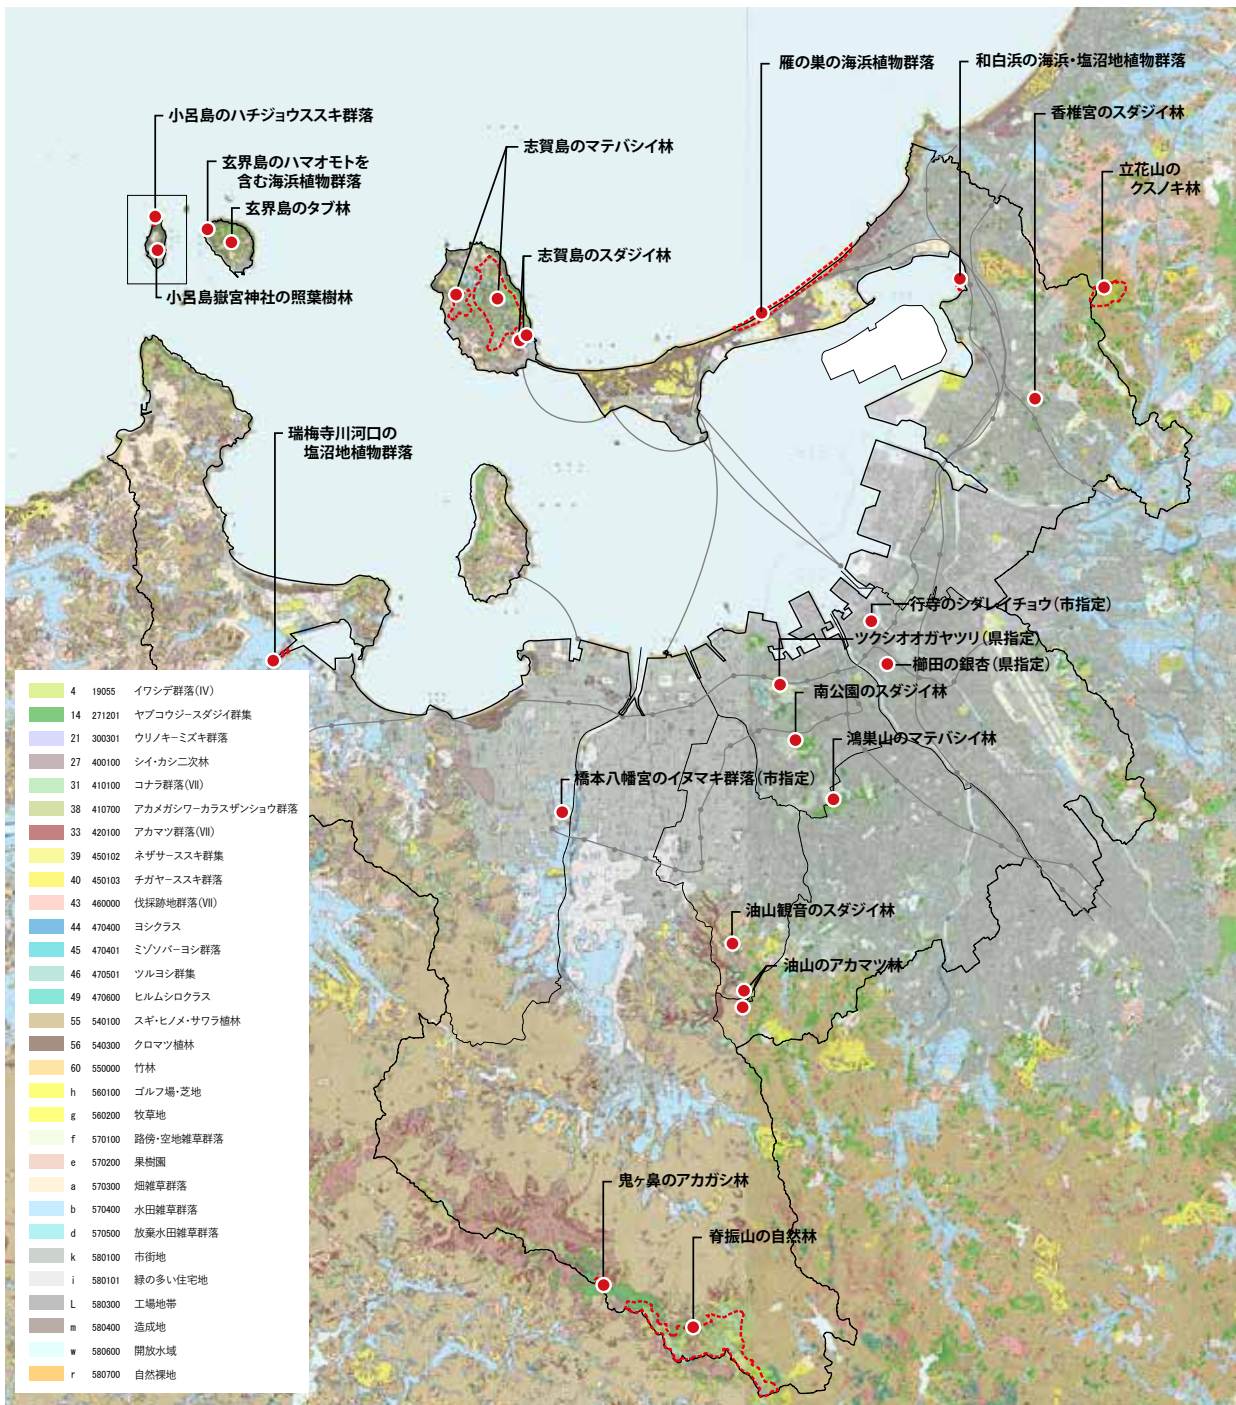 雁の巣の海浜植物群落
和白浜の海浜・塩沼地植物群落
小呂島のハチジョウススキ群落
香椎宮のスダジイ林
志賀島のマテバシイ林
玄界島のハマオモトを
含む海浜植物群落
立花山の
クスノキ林
玄界島のタブ林
志賀島のスダジイ林
小呂島嶽宮神社の照葉樹林
瑞梅寺川河口の
塩沼地植物群落
行寺のシダレイチョウ(市指定)
ツクシオオガヤツリ(県指定)
櫛田の銀杏(県指定)
南公園のスダジイ林
鴻巣山のマテバシイ林
橋本八幡宮のイヌマキ群落(市指定)
油山観音のスダジイ林
油山のアカマツ林
鬼ヶ鼻のアカガシ林
脊振山の自然林
4 19055 イワシデ群落(IV)
14 271201 ヤブコウジ−スダジイ群集
21 300301 ウリノキ−ミズキ群落
27 400100 シイ・カシ二次林
31 410100 コナラ群落(VII)
38 410700 アカメガシワ−カラスザンショウ群落
33 420100 アカマツ群落(VII)
39 450102 ネザサ−ススキ群集
40 450103 チガヤ−ススキ群落
43 460000 伐採跡地群落(VII)
44 470400 ヨシクラス
45 470401 ミゾソバ−ヨシ群落
46 470501 ツルヨシ群集
49 470600 ヒルムシロクラス
55 540100 スギ・ヒノメ・サワラ植林
56 540300 クロマツ植林
60 550000 竹林
h 560100 ゴルフ場・芝地
g 560200 牧草地
f 570100 路傍・空地雑草群落
e 570200 果樹園
a 570300 畑雑草群落
b 570400 水田雑草群落
d 570500 放棄水田雑草群落
k 580100 市街地
i 580101 緑の多い住宅地
L 580300 工場地帯
m 580400 造成地
w 580600 開放水域
r 580700 自然裸地